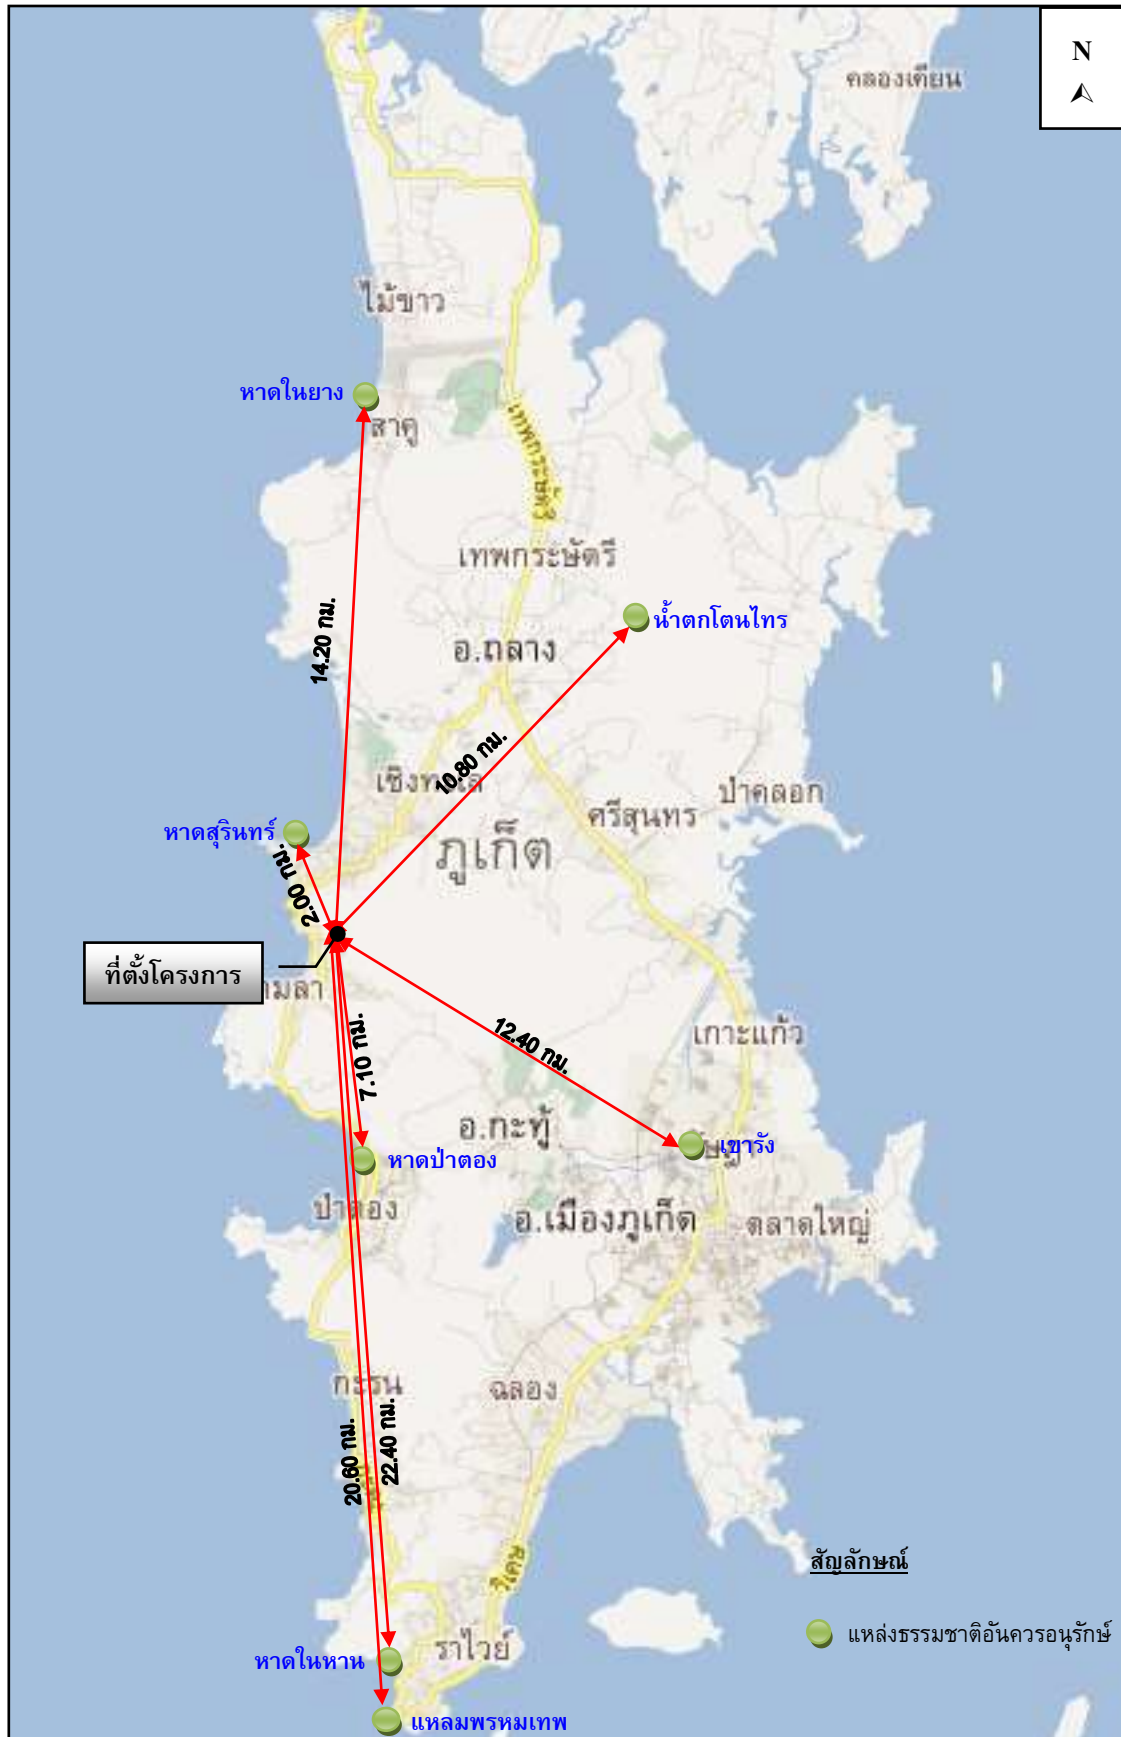 N
คลองเคียน
ไม้ขาว
หาดในยาง
สาคู
เทพกระษัตรี
เทพกระษัตรี
14.20 กม.
น้ำตกโตนไทร
อ.ถลาง
10.80 กม.
ป่าคลอก
ศรีสุนทร
หาดสุรินทร์
ภูเก็ต
2.00 กม.
ที่ตั้งโครงการ
12.40 กม.
เกาะแก้ว
7.10 กม.
อ.กะทู้
เขารัง
หาดป่าตอง
ป่าตอง
อ.เมืองภูเก็ต
ตลาดใหญ่
กะรน
ฉลอง
20.60 กม.
22.40 กม.
วิเศษ
สัญลักษณ์
แหล่งธรรมชาติอันควรอนุรักษ์
ราไวย์
หาดในหาน
แหลมพรหมเทพ